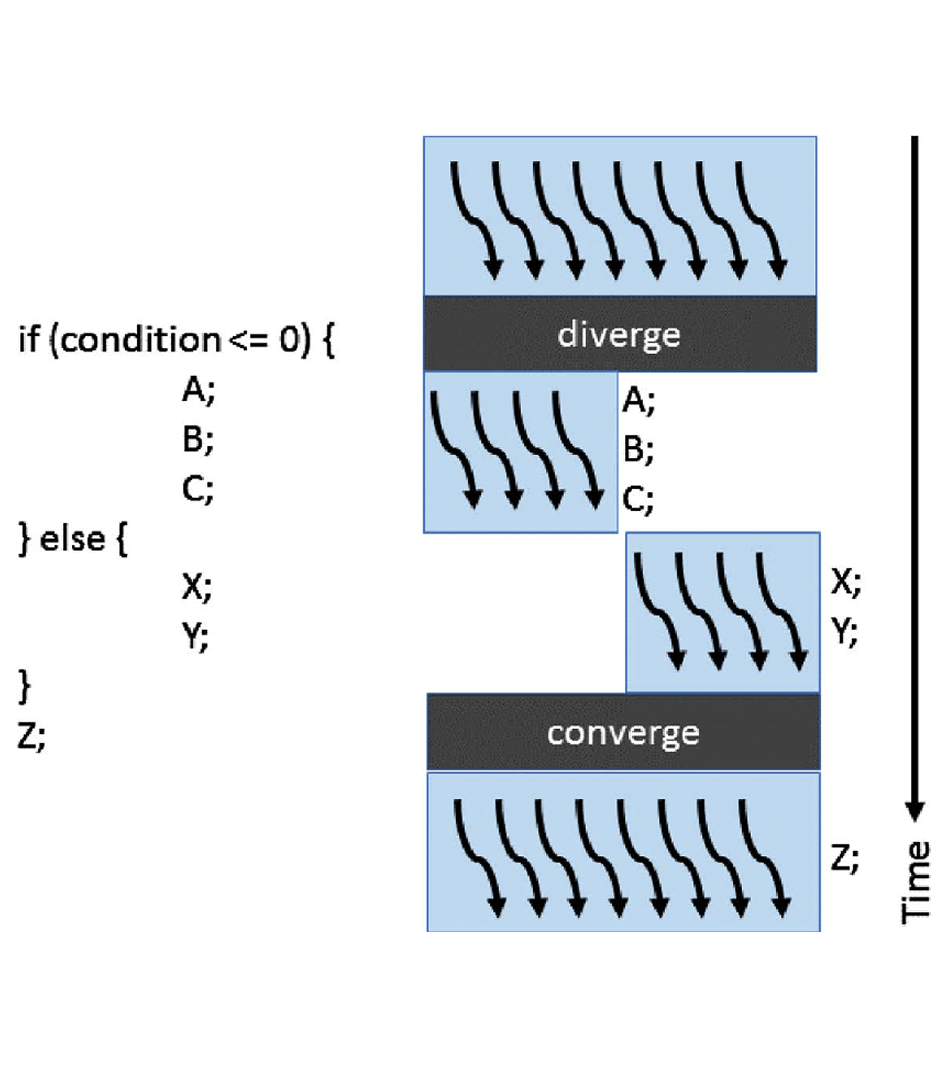 if (condition <= 0) {
A;
B;
C;
} else {
X;
Y;
}
Z;
diverge
A;
B;
C;
X;
Y;
converge
Z;
Time